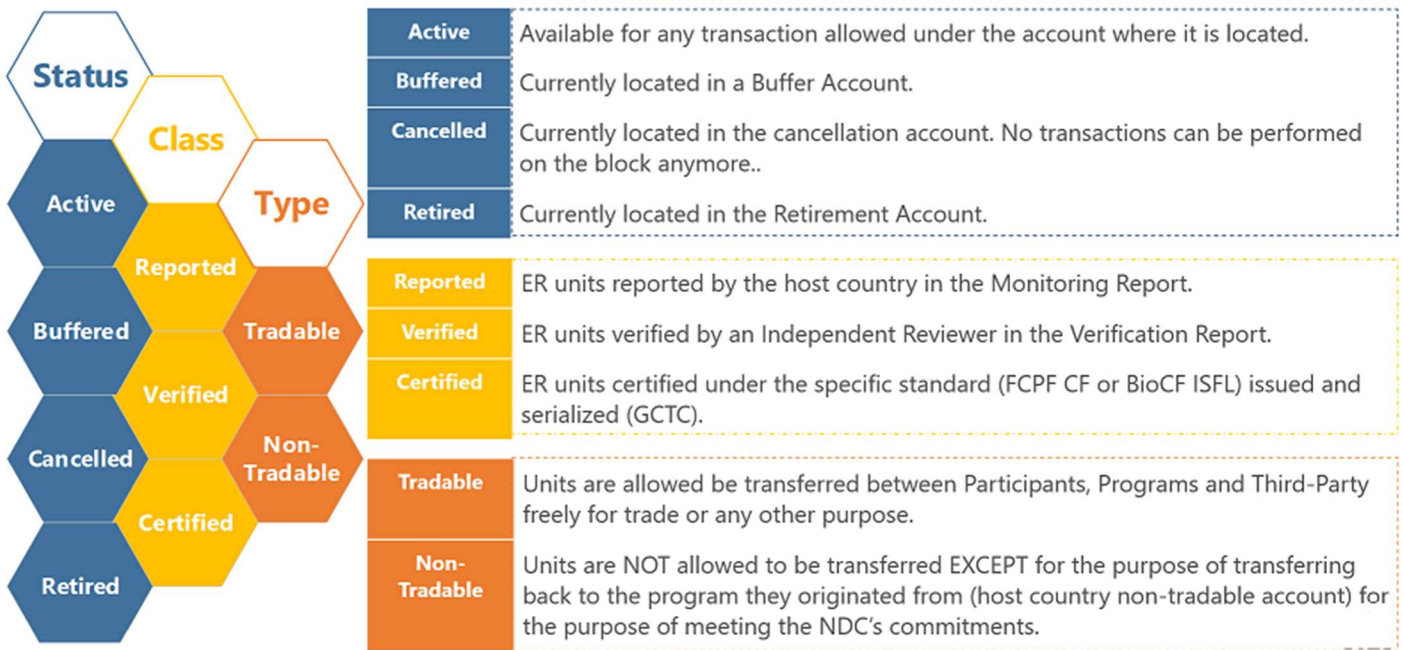 Status
Class
Type
Active
Reported
Buffered
Tradable
Verified
Cancelled
Non-
Tradable
Certified
Retired
Active
Available for any transaction allowed under the account where it is located.
Buffered
Currently located in a Buffer Account.
Cancelled
Currently located in the cancellation account. No transactions can be performed
on the block anymore..
Retired
Currently located in the Retirement Account.
Reported
ER units reported by the host country in the Monitoring Report.
Verified
ER units verified by an Independent Reviewer in the Verification Report.
Certified
ER units certified under the specific standard (FCPF CF or BioCF ISFL) issued and
serialized (GCTC).
Tradable
Units are allowed be transferred between Participants, Programs and Third-Party
freely for trade or any other purpose.
Non-
Tradable
Units are NOT allowed to be transferred EXCEPT for the purpose of transferring
back to the program they originated from (host country non-tradable account) for
the purpose of meeting the NDC's commitments.